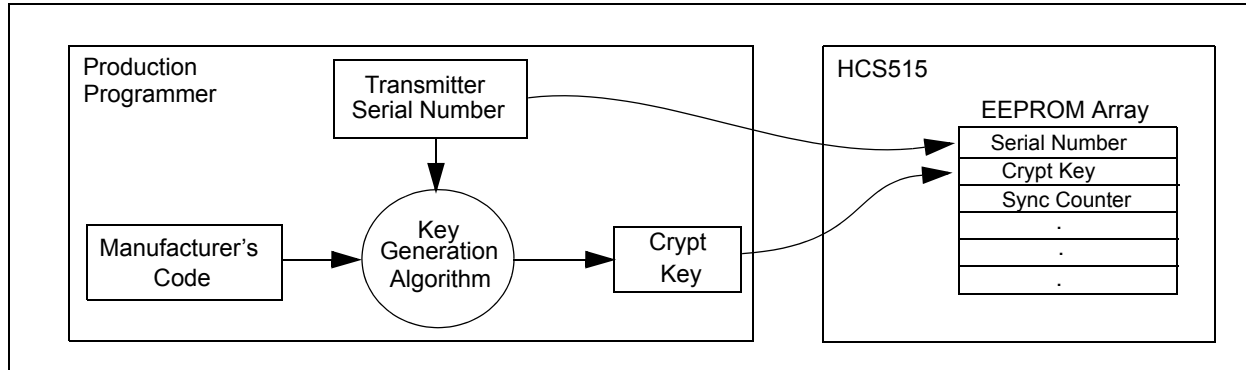 Production
Programmer
Transmitter
Serial Number
Manufacturer's
Code
Key
Generation
Algorithm
Crypt
Key
HCS515
EEPROM Array
Serial Number
Crypt Key
Sync Counter
.
.
.